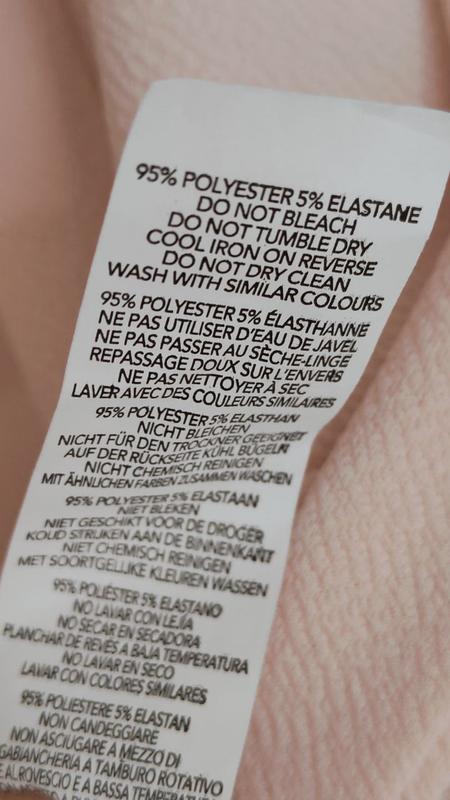 95% POLYESTER 5% ELASTANE
DO NOT BLEACH
DO NOT TUMBLE DRY
COOL IRON ON REVERSE
DO NOT DRY CLEAN
WASH WITH SIMILAR COLOURS
95% POLYESTER 5% ÉLASTHANNE
NE PAS UTILISER D'EAU DE JAVEL
NE PAS PASSER AU SÈCHE-LINGE
REPASSAGE DOUX SUR L'ENVERS
NE PAS NETTOYER À SEC
LAVER AVEC DES COULEURS SIMILAIRES
95% POLYESTER 5% ELASTHAN
NICHT BLEICHEN
NICHT FÜR DEN TROCKNER GEEIGNET
AUF DER RÜCKSEITE KÜHL BÜGELN
NICHT CHEMISCH REINIGEN
MIT ÄHNLICHEN FARBEN ZUSAMMEN WASCHEN
95% POLYESTER 5% ELASTAAN
NIET BLEKEN
NIET GESCHIKT VOOR DE DROGER
KOUD STRIJKEN AAN DE BINNENKANT
NIET CHEMISCH REINIGEN
MET SOORTGELIJKE KLEUREN WASSEN
95% POLIÉSTER 5% ELASTANO
NO LAVAR CON LEJÍA
NO SECAR EN SECADORA
PLANCHAR DE REVÉS A BAJA TEMPERATURA
NO LAVAR EN SECO
LAVAR CON COLORES SIMILARES
95% POLIESTERE 5% ELASTAN
NON CANDEGGIARE
NON ASCIUGARE A MEZZO DI
GABIANCHERIA A TAMBURO ROTATIVO
ALROVESCIO E A BASSA